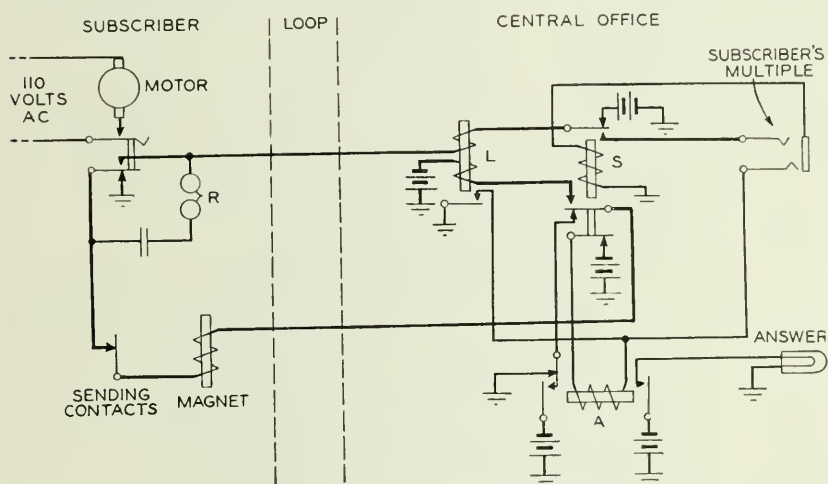 SUBSCRIBER
LOOP
CENTRAL OFFICE
110
VOLTS
AC
MOTOR
SUBSCRIBER'S
MULTIPLE
L
S
R
SENDING
CONTACTS
MAGNET
A
ANSWER